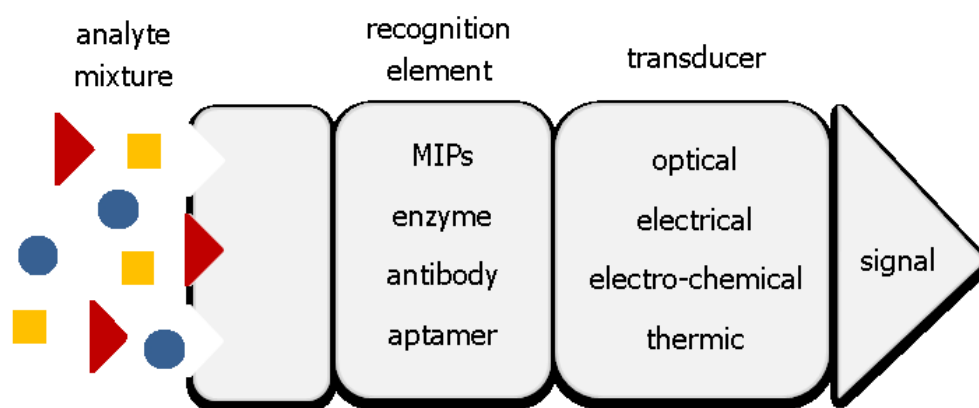 analyte
mixture
recognition
element
transducer
MIPs
enzyme
antibody
aptamer
optical
electrical
electro-chemical
thermic
signal